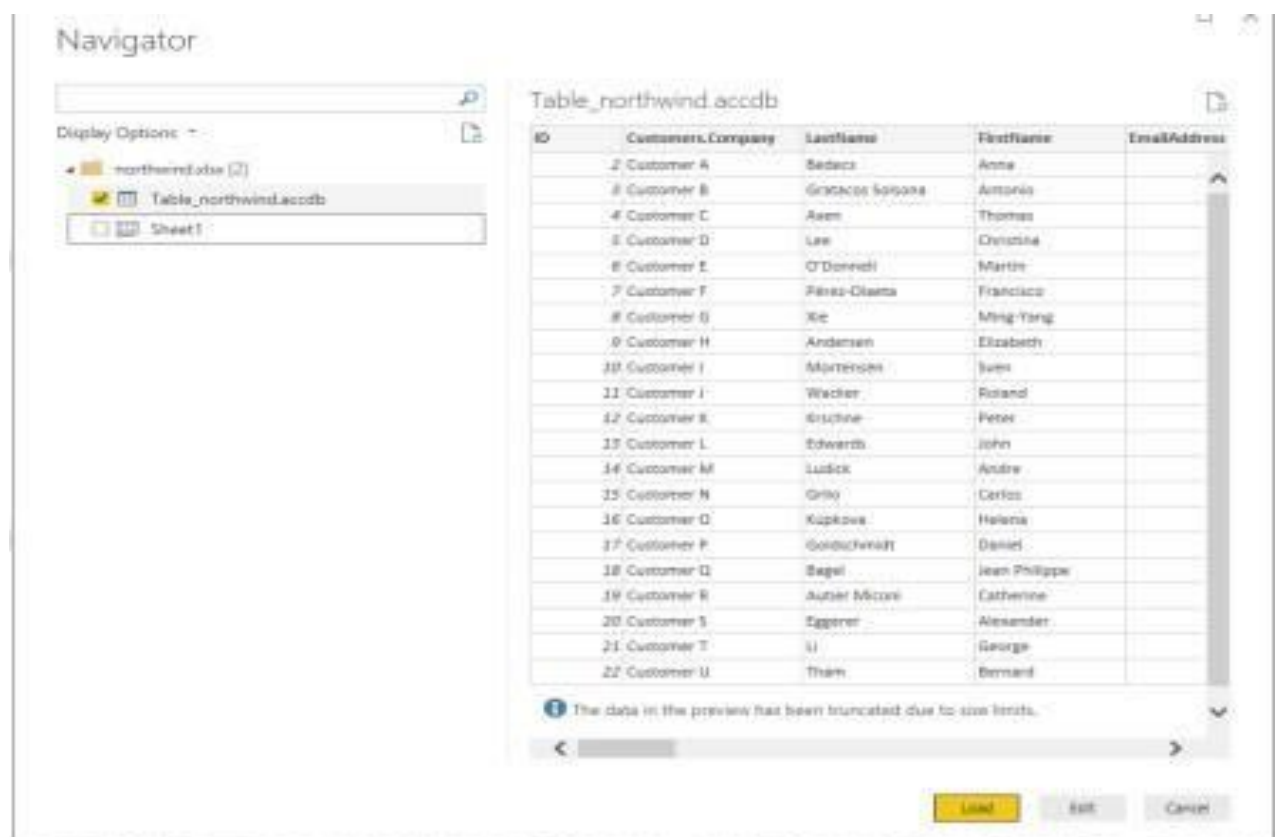 Navigator
Display Options
northwind.xlsx [2]
Table_northwind.accdb
Sheet1
Table_northwind.accdb
ID Customers.Company LastName FirstName EmailAddress
2 Customer A Bedecs Anna
3 Customer B Gratacos Solsona Antonio
4 Customer C Axen Thomas
5 Customer D Lee Christina
6 Customer E O'Donnell Martin
7 Customer F Pérez-Olaeta Francisco
8 Customer G Xie Ming-Yang
9 Customer H Andersen Elizabeth
10 Customer I Mortensen Sven
11 Customer J Wacker Roland
12 Customer K Krschne Peter
13 Customer L Edwards John
14 Customer M Ludick Andre
15 Customer N Grilo Carlos
16 Customer O Kupkova Helena
17 Customer P Goldschmidt Daniel
18 Customer Q Bagel Jean Philippe
19 Customer R Autier Miconi Catherine
20 Customer S Eggerer Alexander
21 Customer T Li George
22 Customer U Tham Bernard
The data in the preview has been truncated due to size limits.
Load Edit Cancel